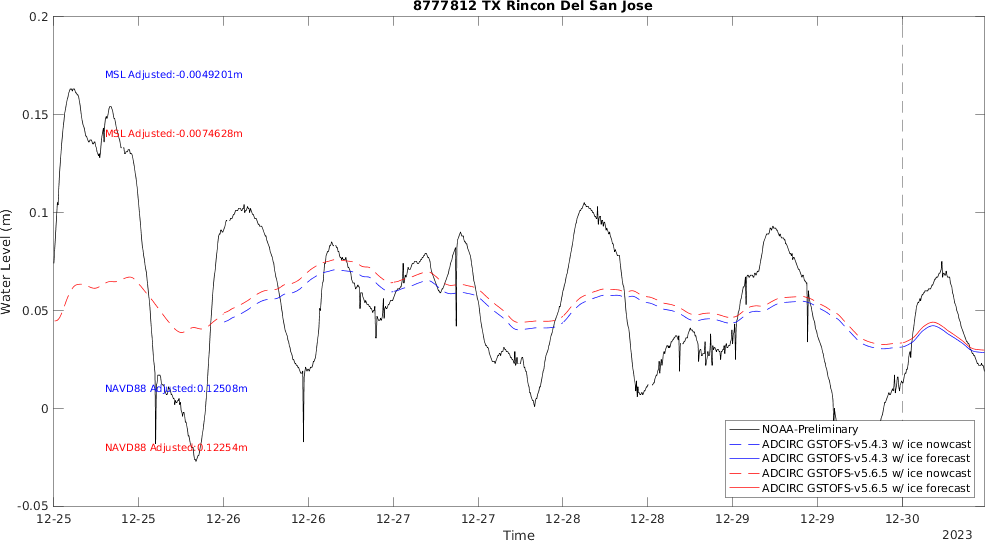 8777812 TX Rincon Del San Jose
0.2
0.15
0.1
0.05
0
-0.05
Water Level (m)
MSL Adjusted:-0.0049201m
MSL Adjusted:-0.0074628m
NAVD88 Adjusted:0.12508m
NAVD88 Adjusted:0.12254m
NOAA-Preliminary
ADCIRC GSTOFS-v5.4.3 w/ ice nowcast
ADCIRC GSTOFS-v5.4.3 w/ ice forecast
ADCIRC GSTOFS-v5.6.5 w/ ice nowcast
ADCIRC GSTOFS-v5.6.5 w/ ice forecast
12-25 12-25 12-26 12-26 12-27 12-27 12-28 12-28 12-29 12-29 12-30
Time
2023